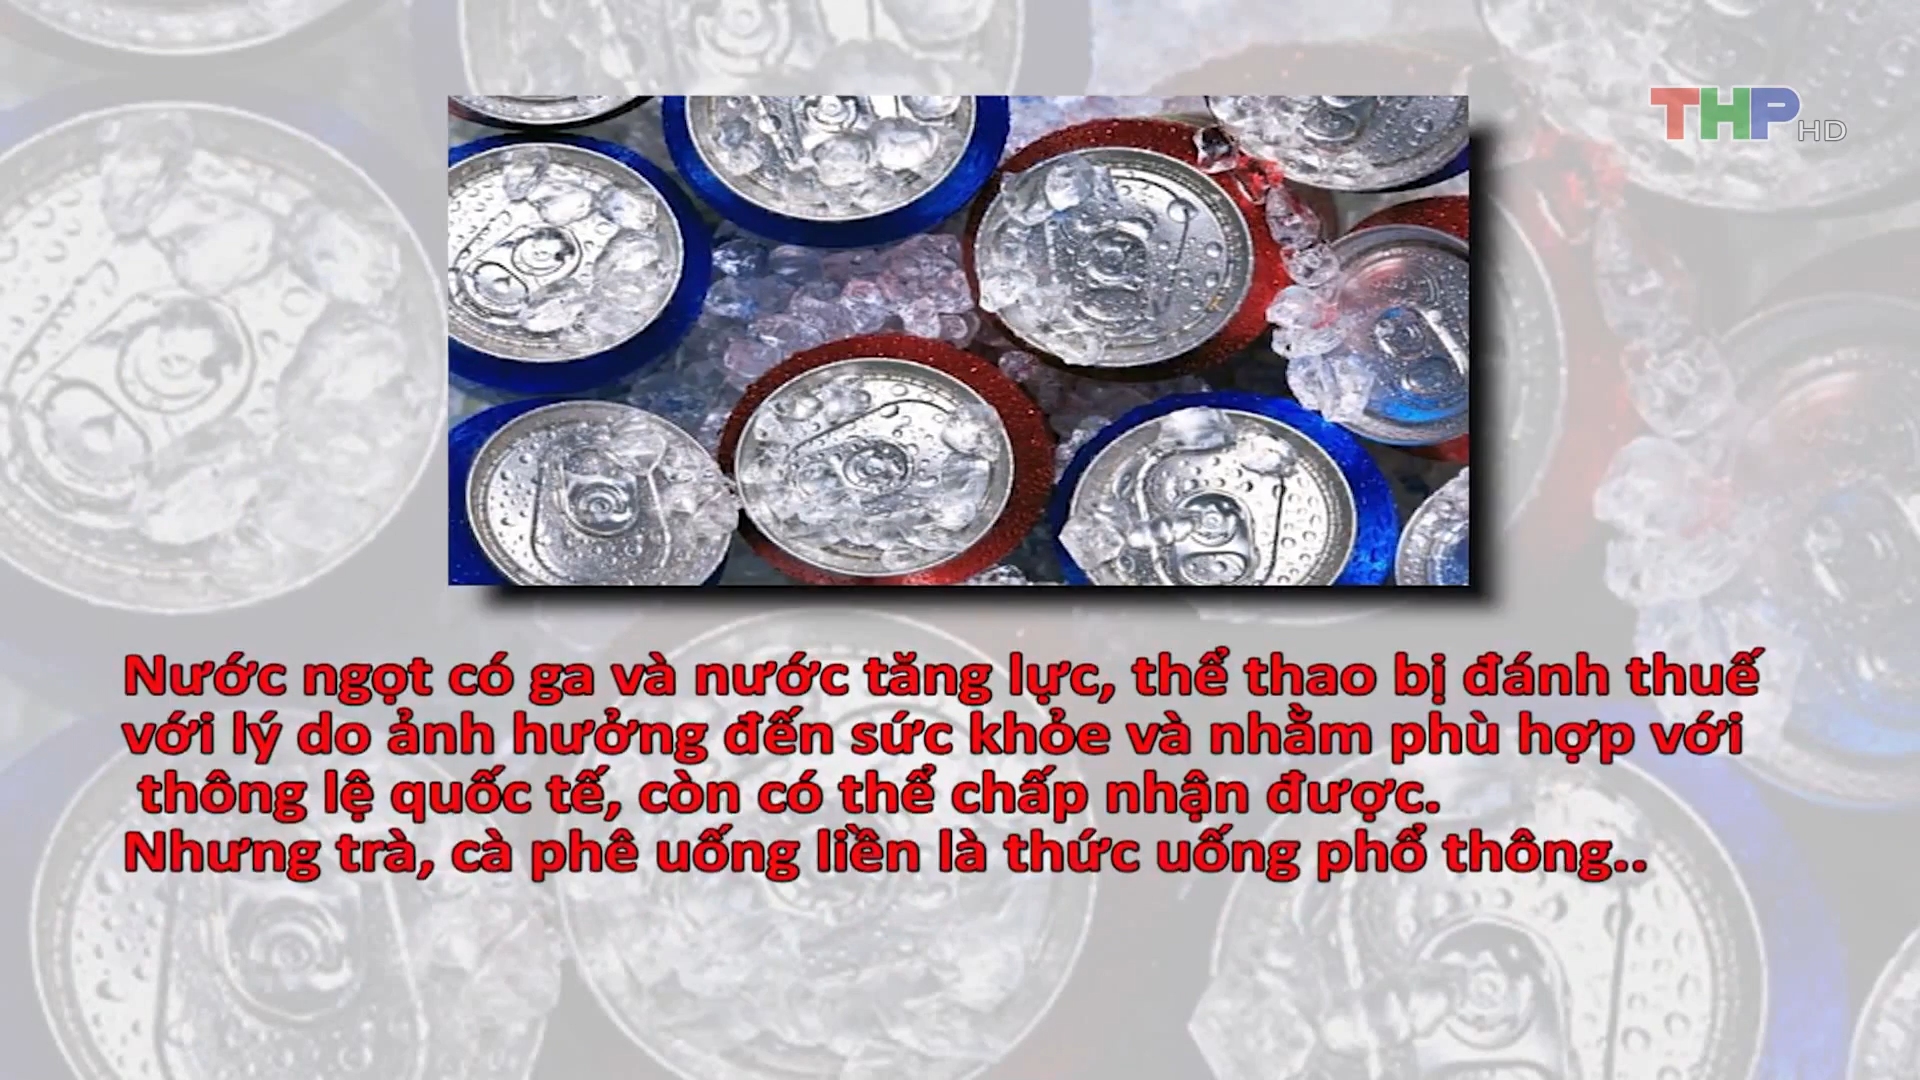 THP HD
Nước ngọt có ga và nước tăng lực, thể thao bị đánh thuế
với lý do ảnh hưởng đến sức khỏe và nhằm phù hợp với
thông lệ quốc tế, còn có thể chấp nhận được.
Nhưng trà, cà phê uống liền là thức uống phổ thông..